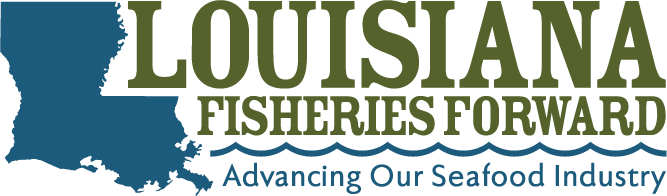 LOUISIANA
FISHERIES FORWARD
Advancing Our Seafood Industry